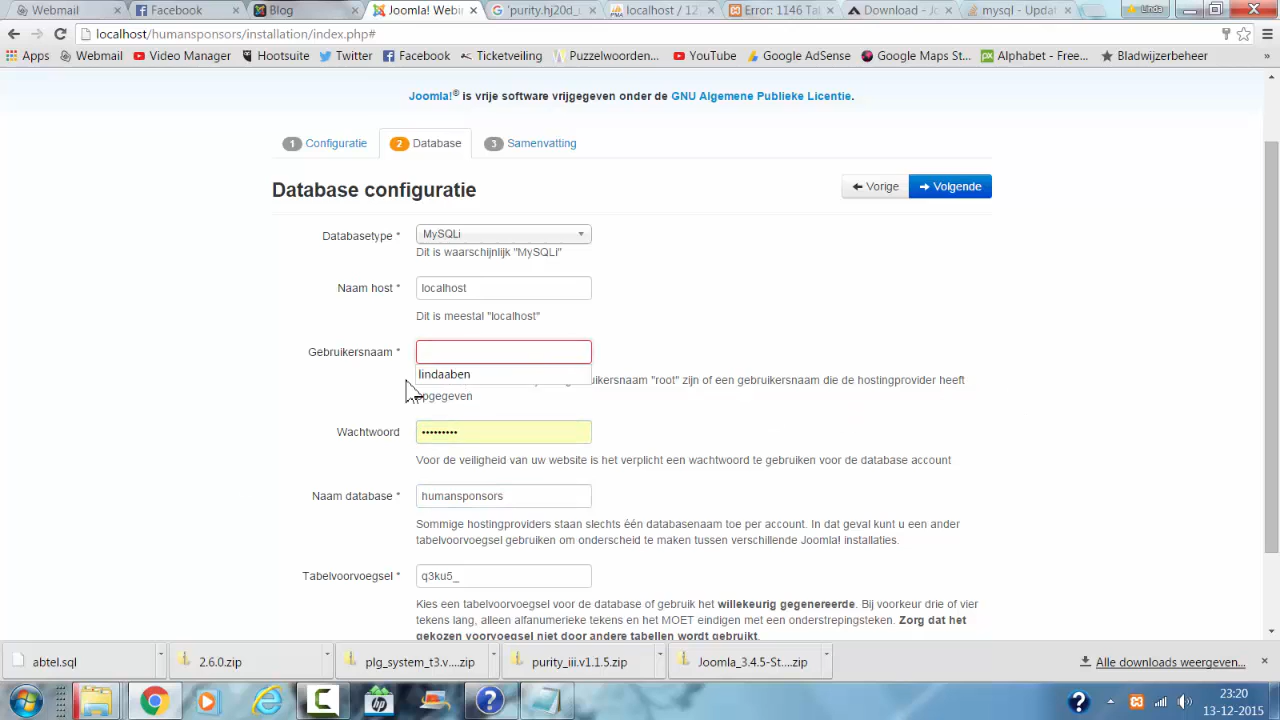 Webmail
Facebook
Blog
Joomla! Web
'purity.hj20d_
localhost / 12
Error: 1146 Ta
Download - Jo
mysql - Upda
Linda
localhost/humansponsors/installation/index.php#
Apps
Webmail
Video Manager
Hootsuite
Twitter
Facebook
Ticketveiling
Puzzelwoorden...
YouTube
Google AdSense
Google Maps St...
Alphabet - Free...
Bladwijzerbeheer
»
Joomla!® is vrije software vrijgegeven onder de GNU Algemene Publieke Licentie.
1 Configuratie
2 Database
3 Samenvatting
Database configuratie
Vorige
Volgende
Databasetype *
MySQLi
Dit is waarschijnlijk "MySQLi"
Naam host *
localhost
Dit is meestal "localhost"
Gebruikersnaam *
lindaaben
uikersnaam "root" zijn of een gebruikersnaam die de hostingprovider heeft
opgegeven
Wachtwoord
•••••••••
Voor de veiligheid van uw website is het verplicht een wachtwoord te gebruiken voor de database account
Naam database *
humansponsors
Sommige hostingproviders staan slechts één databasenaam toe per account. In dat geval kunt u een ander
tabelvoorvoegsel gebruiken om onderscheid te maken tussen verschillende Joomla! installaties.
Tabelvoorvoegsel *
q3ku5_
Kies een tabelvoorvoegsel voor de database of gebruik het willekeurig gegenereerde. Bij voorkeur drie of vier
tekens lang, alleen alfanumerieke tekens en het MOET eindigen met een onderstrepingsteken. Zorg dat het
gekozen voorvoegsel niet door andere tabellen wordt gebruikt.
abtel.sql
2.6.0.zip
plg_system_t3.v....zip
purity_iii.v1.1.5.zip
Joomla_3.4.5-St....zip
Alle downloads weergeven...
23:20
13-12-2015